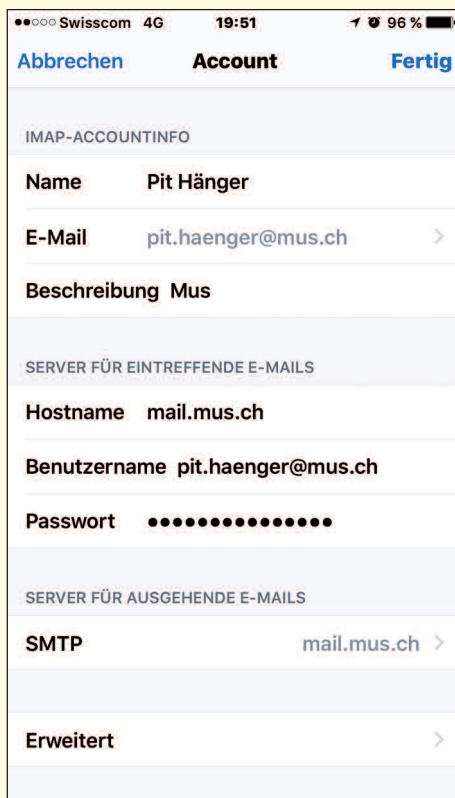 ●●○○○ Swisscom 4G 19:51 96 %
Abbrechen Account Fertig
IMAP-ACCOUNTINFO
Name Pit Hänger
E-Mail pit.haenger@mus.ch
Beschreibung Mus
SERVER FÜR EINTREFFENDE E-MAILS
Hostname mail.mus.ch
Benutzername pit.haenger@mus.ch
Passwort ●●●●●●●●●●●●●●●
SERVER FÜR AUSGEHENDE E-MAILS
SMTP mail.mus.ch
Erweitert